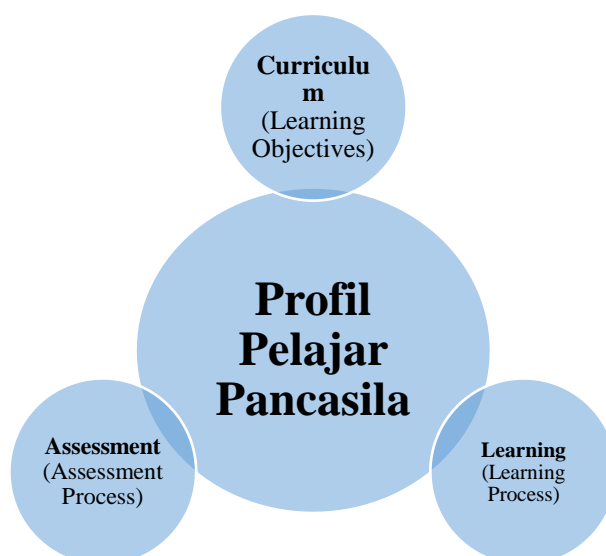 Curriculu
m
(Learning
Objectives)
Profil
Pelajar
Pancasila
Assessment
(Assessment
Process)
Learning
(Learning
Process)